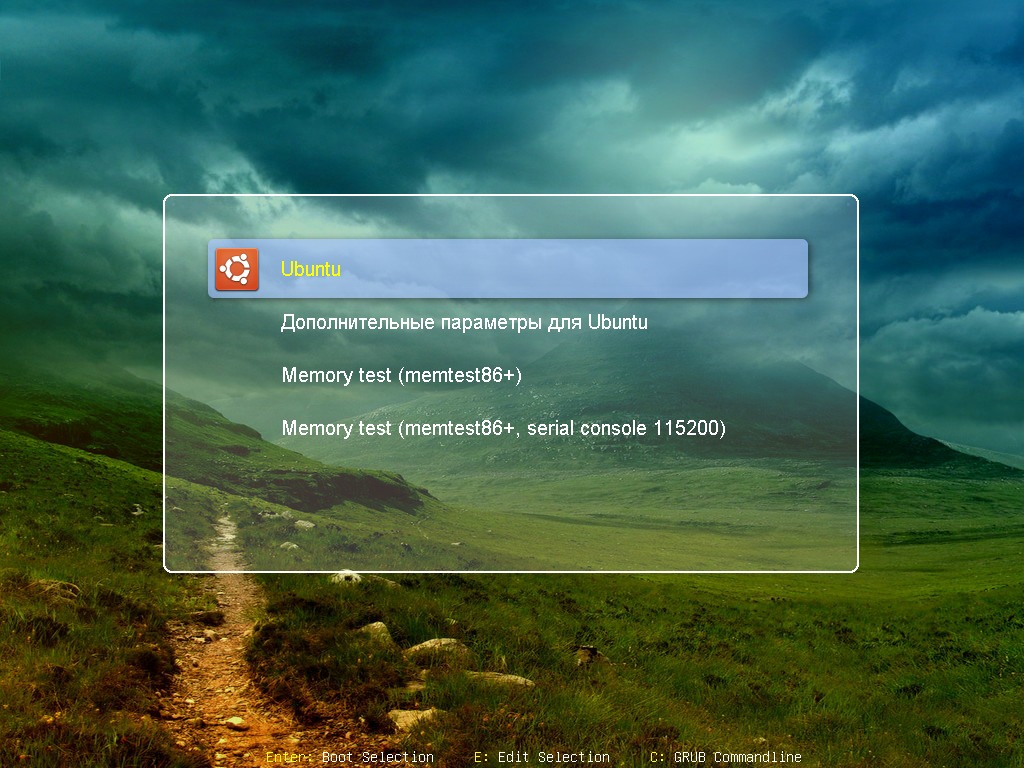 Ubuntu
Дополнительные параметры для Ubuntu
Memory test (memtest86+)
Memory test (memtest86+, serial console 115200)
Enter: Boot Selection E: Edit Selection C: GRUB Commandline